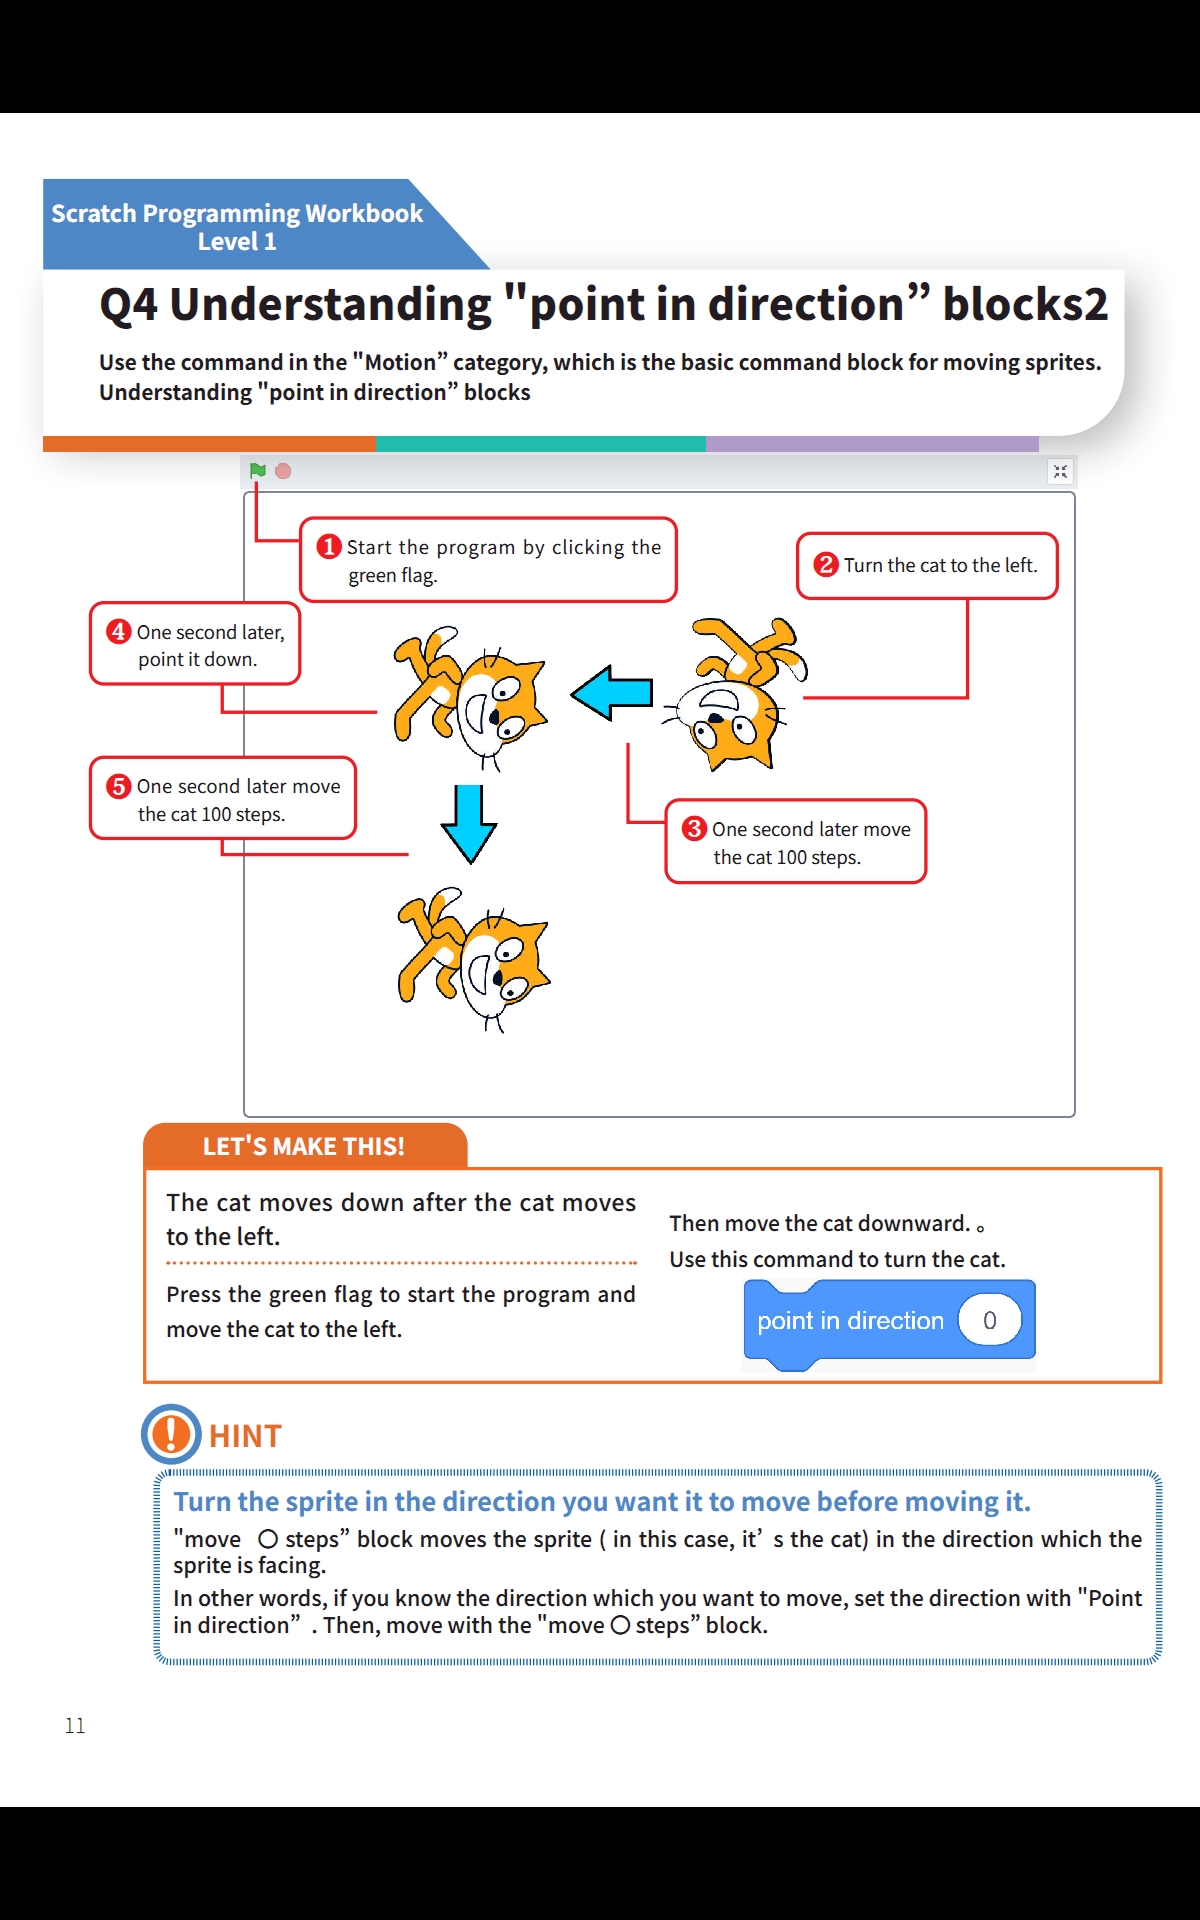 Scratch Programming Workbook
Level 1
Q4 Understanding "point in direction” blocks2
Use the command in the "Motion” category, which is the basic command block for moving sprites.
Understanding "point in direction” blocks
1 Start the program by clicking the
green flag.
2 Turn the cat to the left.
4 One second later,
point it down.
5 One second later move
the cat 100 steps.
3 One second later move
the cat 100 steps.
LET'S MAKE THIS!
The cat moves down after the cat moves
to the left.
Press the green flag to start the program and
move the cat to the left.
Then move the cat downward. 。
Use this command to turn the cat.
point in direction 0
HINT
Turn the sprite in the direction you want it to move before moving it.
"move ○ steps” block moves the sprite ( in this case, it’ s the cat) in the direction which the
sprite is facing.
In other words, if you know the direction which you want to move, set the direction with "Point
in direction” . Then, move with the "move ○ steps” block.
11